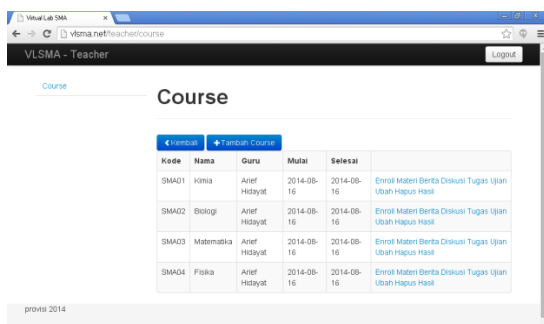 Virtual Lab SMA
vlsma.net/teacher/course
VLSMA - Teacher
Logout
Course
Course
Kembali
Tambah Course
Kode Nama Guru Mulai Selesai
SMA01 Kimia Arief Hidayat 2014-08-16 2014-08-16 Enroll Materi Berita Diskusi Tugas Ujian
Ubah Hapus Hasil
SMA02 Biologi Arief Hidayat 2014-08-16 2014-08-16 Enroll Materi Berita Diskusi Tugas Ujian
Ubah Hapus Hasil
SMA03 Matematika Arief Hidayat 2014-08-16 2014-08-16 Enroll Materi Berita Diskusi Tugas Ujian
Ubah Hapus Hasil
SMA04 Fisika Arief Hidayat 2014-08-16 2014-08-16 Enroll Materi Berita Diskusi Tugas Ujian
Ubah Hapus Hasil
provisi 2014